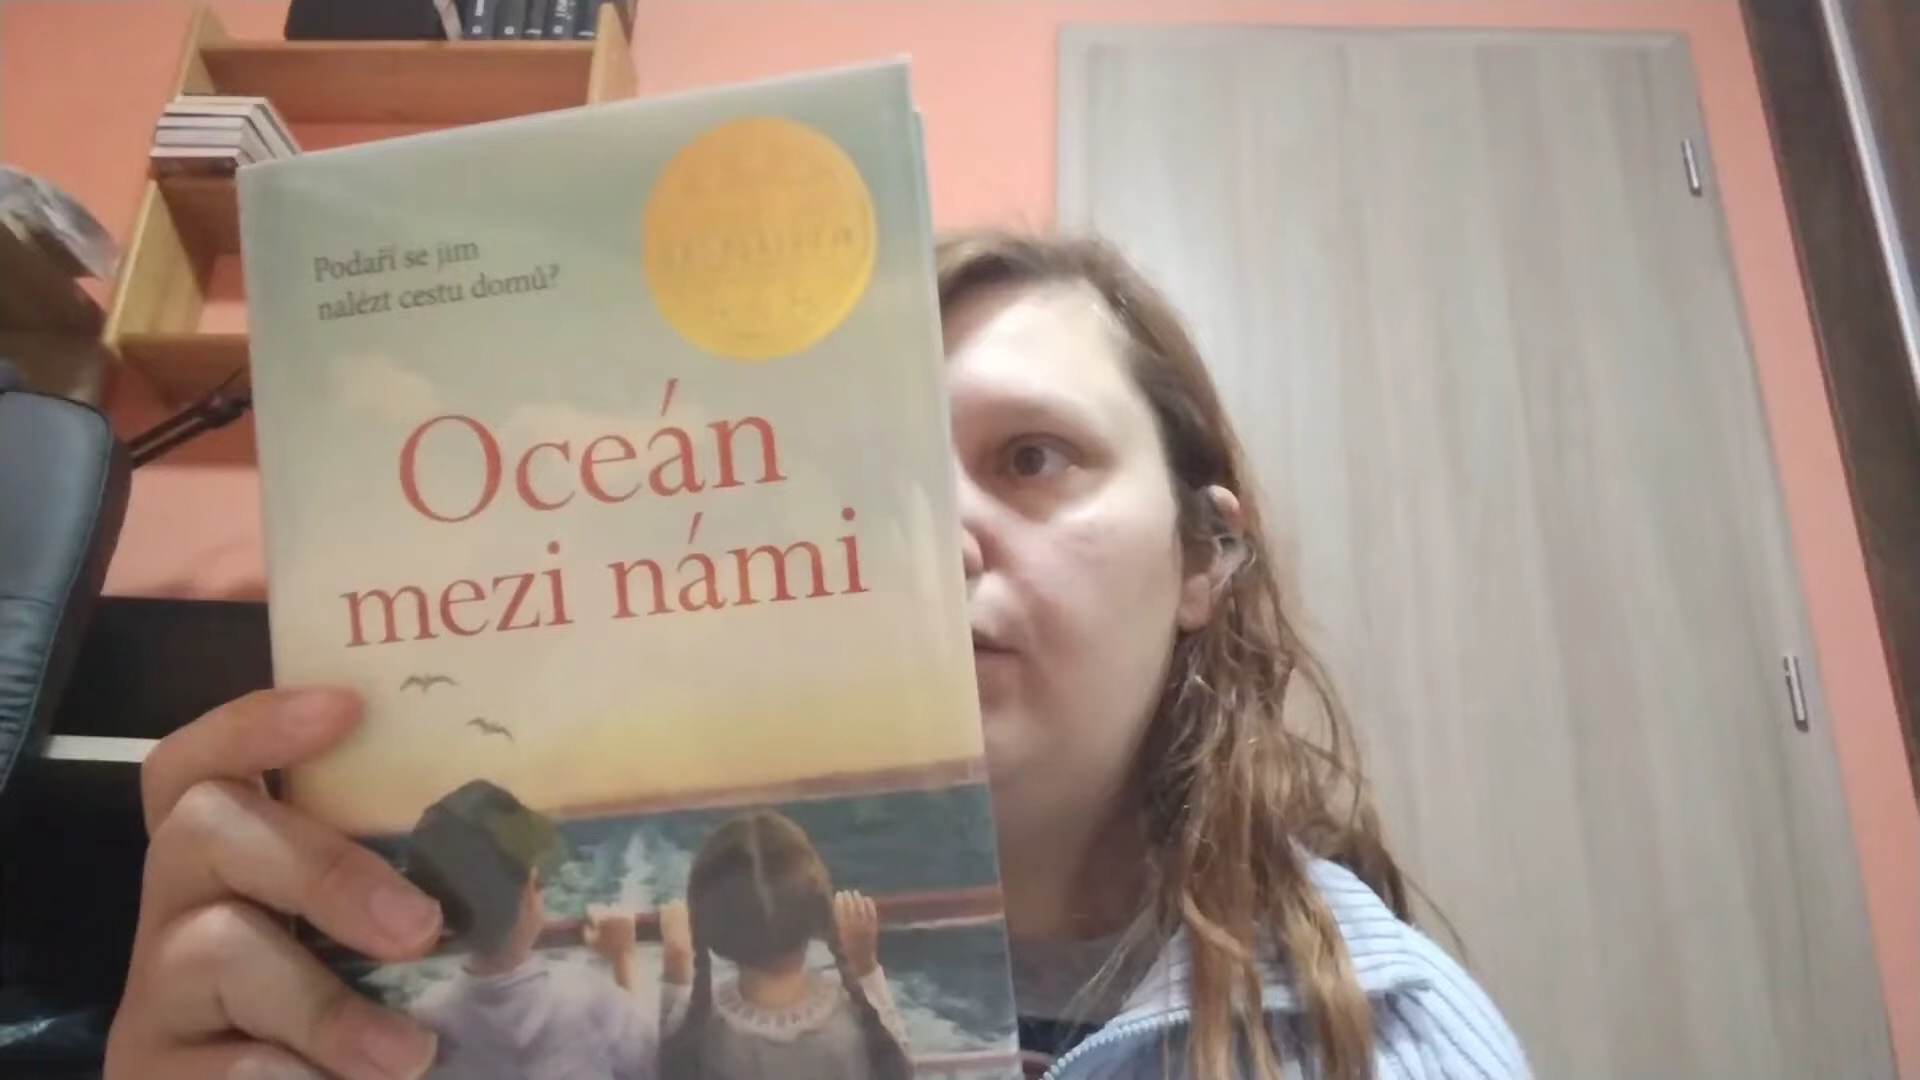 Podaří se jim
nalézt cestu domů?
Oceán
mezi námi